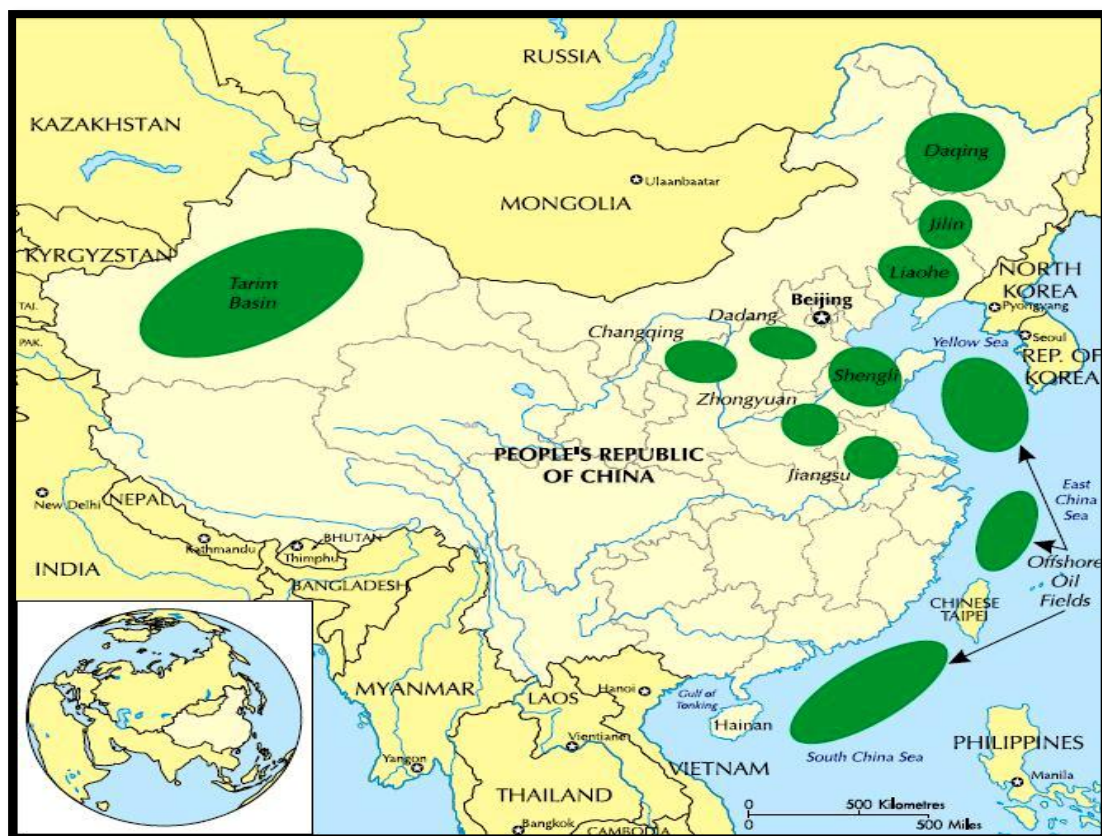 RUSSIA
KAZAKHSTAN
Daqing
Ulaanbaatar
MONGOLIA
Jilin
KYRGYZSTAN
Liaohe
NORTH
KOREA
Tarim
Basin
Beijing
Pyongyang
TAJ.
Dadang
Changqing
Seoul
Yellow Sea
PAK.
REP. OF
KOREA
Shengli
Zhongyuan
PEOPLE'S REPUBLIC
OF CHINA
Jiangsu
East
China
Sea
New Delhi
NEPAL
BHUTAN
Kathmandu
Thimphu
Offshore
Oil
Fields
INDIA
BANGLADESH
CHINESE
TAIPEI
MYANMAR
LAOS
Hanoi
Gulf of
Tonking
Hainan
PHILIPPINES
Vientiane
South China Sea
Yangon
VIETNAM
Manila
THAILAND
0 500 Kilometres
0 500 Miles
Bangkok
CAMBODIA